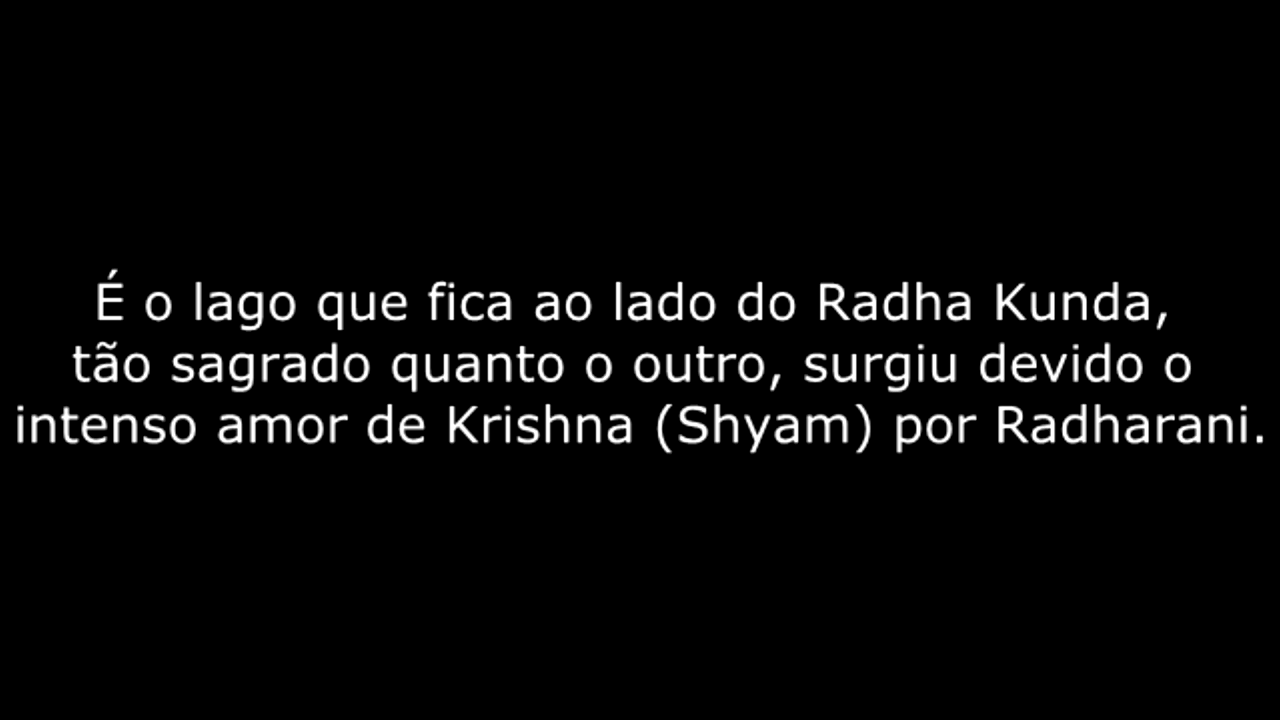 É o lago que fica ao lado do Radha Kunda,
tão sagrado quanto o outro, surgiu devido o
intenso amor de Krishna (Shyam) por Radharani.